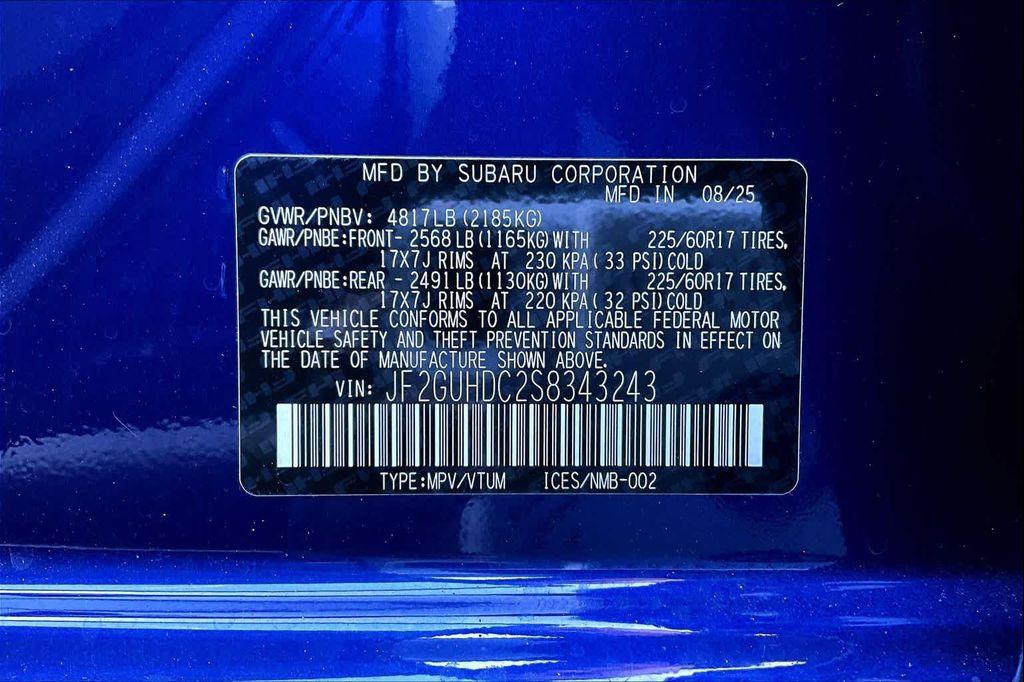 MFD BY SUBARU CORPORATION
MFD IN 08/25
GVWR/PNBV: 4817LB (2185KG)
GAWR/PNBE:FRONT- 2568 LB (1165KG) WITH 225/60R17 TIRES,
17X7J RIMS AT 230 KPA ( 33 PSI) COLD
GAWR/PNBE:REAR - 2491 LB (1130KG) WITH 225/60R17 TIRES,
17X7J RIMS AT 220 KPA ( 32 PSI) COLD
THIS VEHICLE CONFORMS TO ALL APPLICABLE FEDERAL MOTOR
VEHICLE SAFETY AND THEFT PREVENTION STANDARDS IN EFFECT ON
THE DATE OF MANUFACTURE SHOWN ABOVE.
VIN: JF2GUHDC2S8343243
TYPE:MPV/VTUM ICES/NMB-002